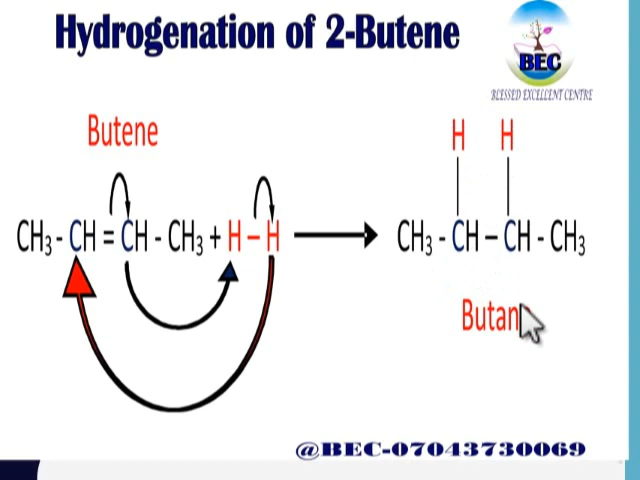 Hydrogenation of 2-Butene
BEC
BLESSED EXCELLENT CENTRE
Butene
H H
CH₃ - CH = CH - CH₃ + H – H
CH₃ - CH – CH - CH₃
Butan
@BEC-07043730069